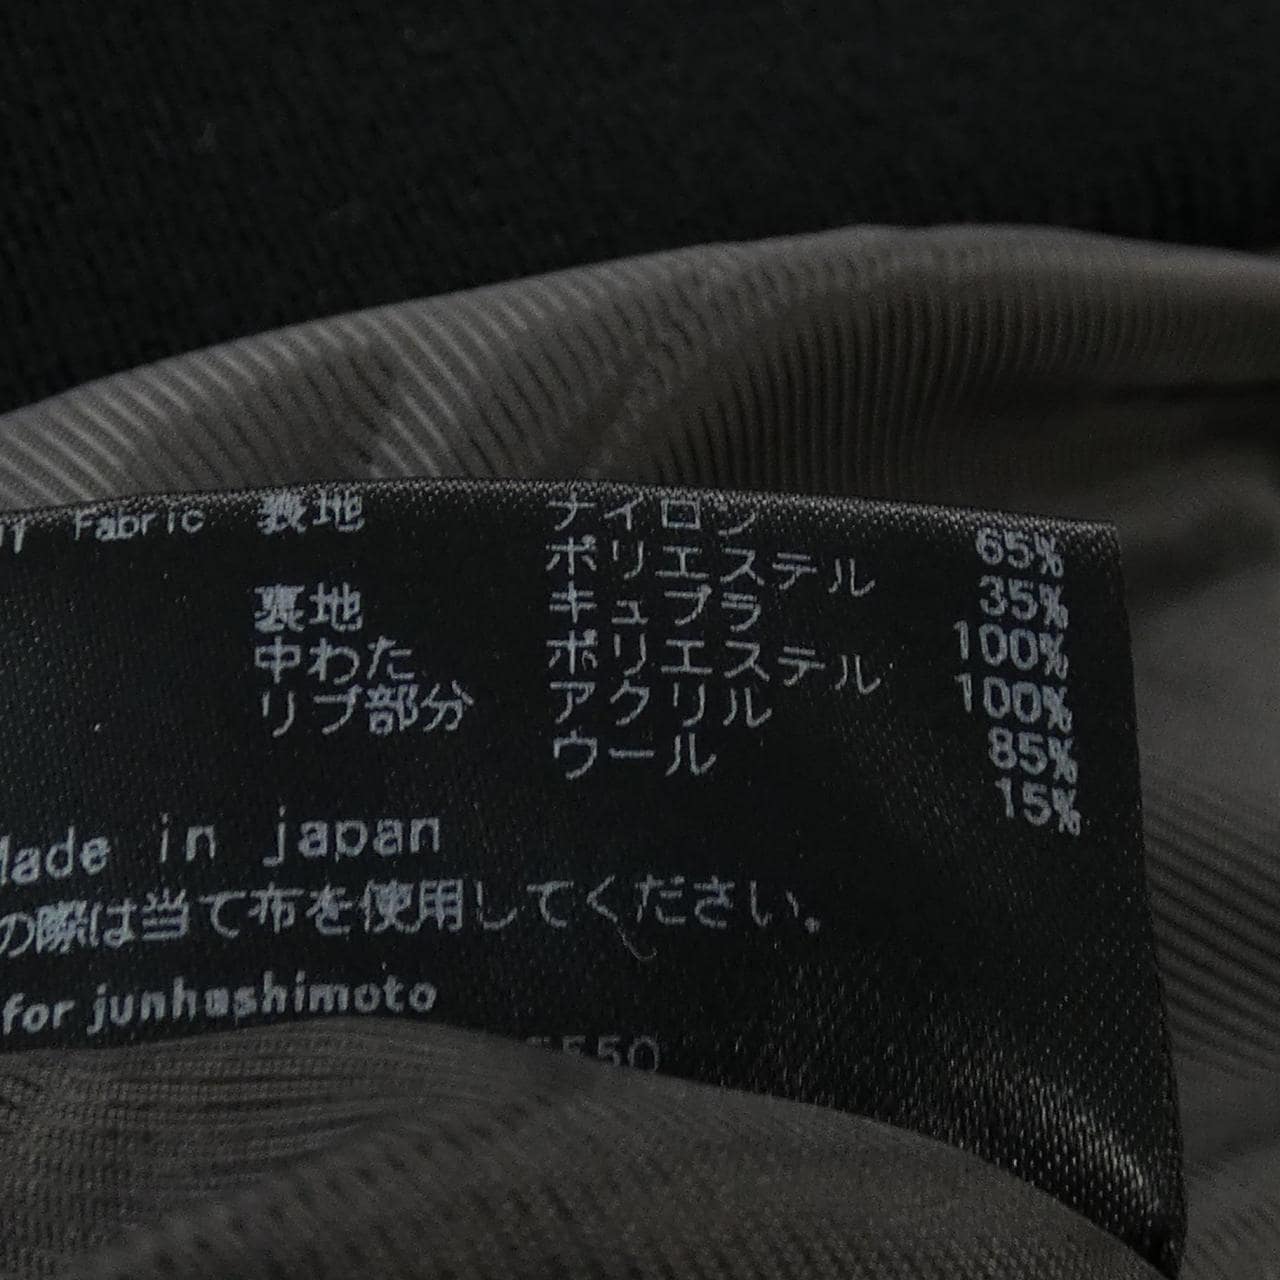 Fabric 表地 ナイロン 65%
ポリエステル 35%
裏地 キュプラ 100%
中わた ポリエステル 100%
リブ部分 アクリル 85%
ウール 15%
Made in japan
の際は当て布を使用してください。
for junhashimoto